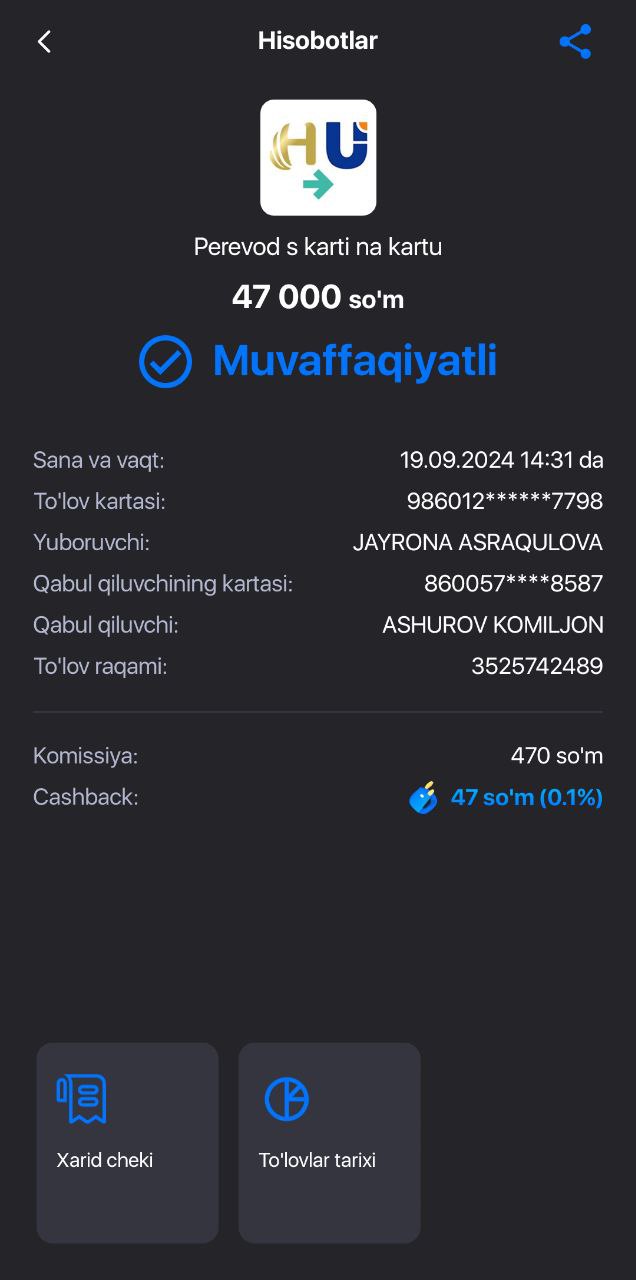 Hisobotlar
HU
Perevod s karti na kartu
47 000 so'm
Muvaffaqiyatli
Sana va vaqt: 19.09.2024 14:31 da
To'lov kartasi: 986012******7798
Yuboruvchi: JAYRONA ASRAQULOVA
Qabul qiluvchining kartasi: 860057****8587
Qabul qiluvchi: ASHUROV KOMILJON
To'lov raqami: 3525742489
Komissiya: 470 so'm
Cashback: 47 so'm (0.1%)
Xarid cheki To'lovlar tarixi